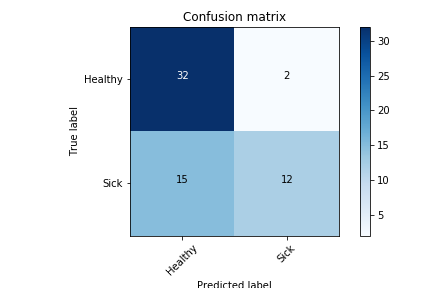 Confusion matrix
True label
Healthy
32
2
Sick
15
12
Healthy
Sick
Predicted label
30
25
20
15
10
5